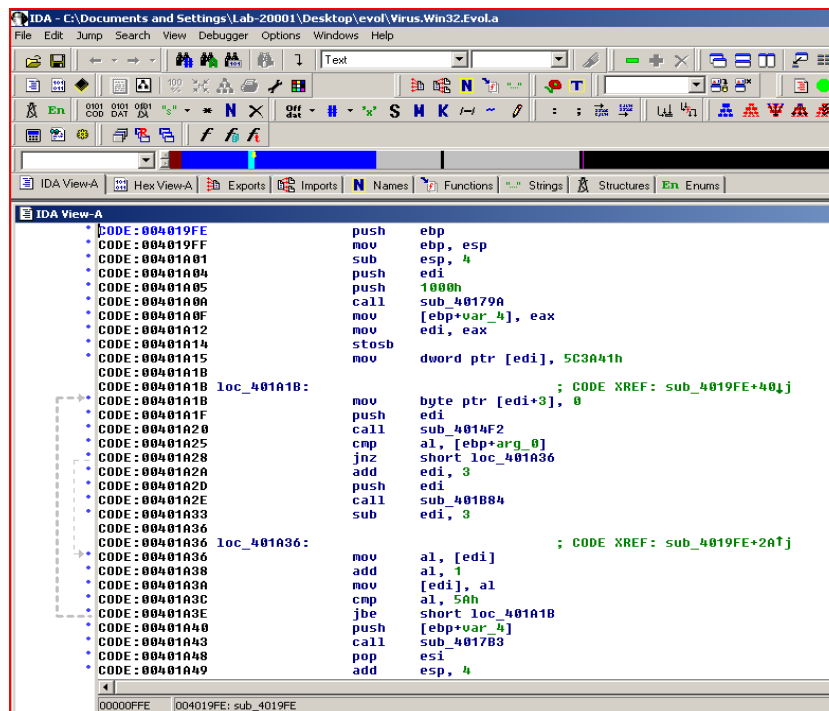 IDA - C:\Documents and Settings\Lab-20001\Desktop\evol\Virus.Win32.Evol.a
File Edit Jump Search View Debugger Options Windows Help
Text
En 0101 COD 0101 DAT "s" * N X Off dat # 'x' S M K : ;
f
IDA View-A Hex View-A Exports Imports N Names Functions "..." Strings Structures En Enums
IDA View-A
CODE:004019FE push ebp
CODE:004019FF mov ebp, esp
CODE:00401A01 sub esp, 4
CODE:00401A04 push edi
CODE:00401A05 push 1000h
CODE:00401A0A call sub_40179A
CODE:00401A0F mov [ebp+var_4], eax
CODE:00401A12 mov edi, eax
CODE:00401A14 stosb
CODE:00401A15 mov dword ptr [edi], 5C3A41h
CODE:00401A1B
CODE:00401A1B loc_401A1B: ; CODE XREF: sub_4019FE+40↓j
CODE:00401A1B mov byte ptr [edi+3], 0
CODE:00401A1F push edi
CODE:00401A20 call sub_4014F2
CODE:00401A25 cmp al, [ebp+arg_0]
CODE:00401A28 jnz short loc_401A36
CODE:00401A2A add edi, 3
CODE:00401A2D push edi
CODE:00401A2E call sub_401B84
CODE:00401A33 sub edi, 3
CODE:00401A36
CODE:00401A36 loc_401A36: ; CODE XREF: sub_4019FE+2A↑j
CODE:00401A36 mov al, [edi]
CODE:00401A38 add al, 1
CODE:00401A3A mov [edi], al
CODE:00401A3C cmp al, 5Ah
CODE:00401A3E jbe short loc_401A1B
CODE:00401A40 push [ebp+var_4]
CODE:00401A43 call sub_4017B3
CODE:00401A48 pop esi
CODE:00401A49 add esp, 4
00000FFE 004019FE: sub_4019FE